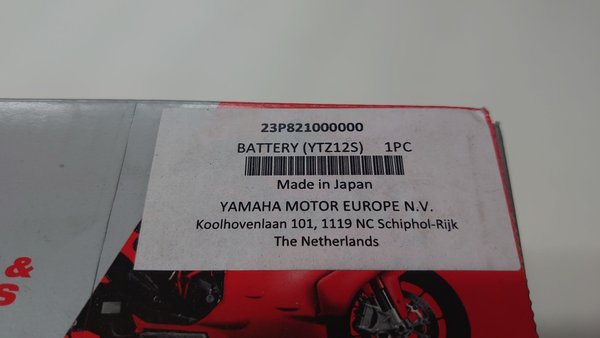 23P821000000
BATTERY (YTZ12S) 1PC
Made in Japan
YAMAHA MOTOR EUROPE N.V.
Koolhovenlaan 101, 1119 NC Schiphol-Rijk
The Netherlands
&
S